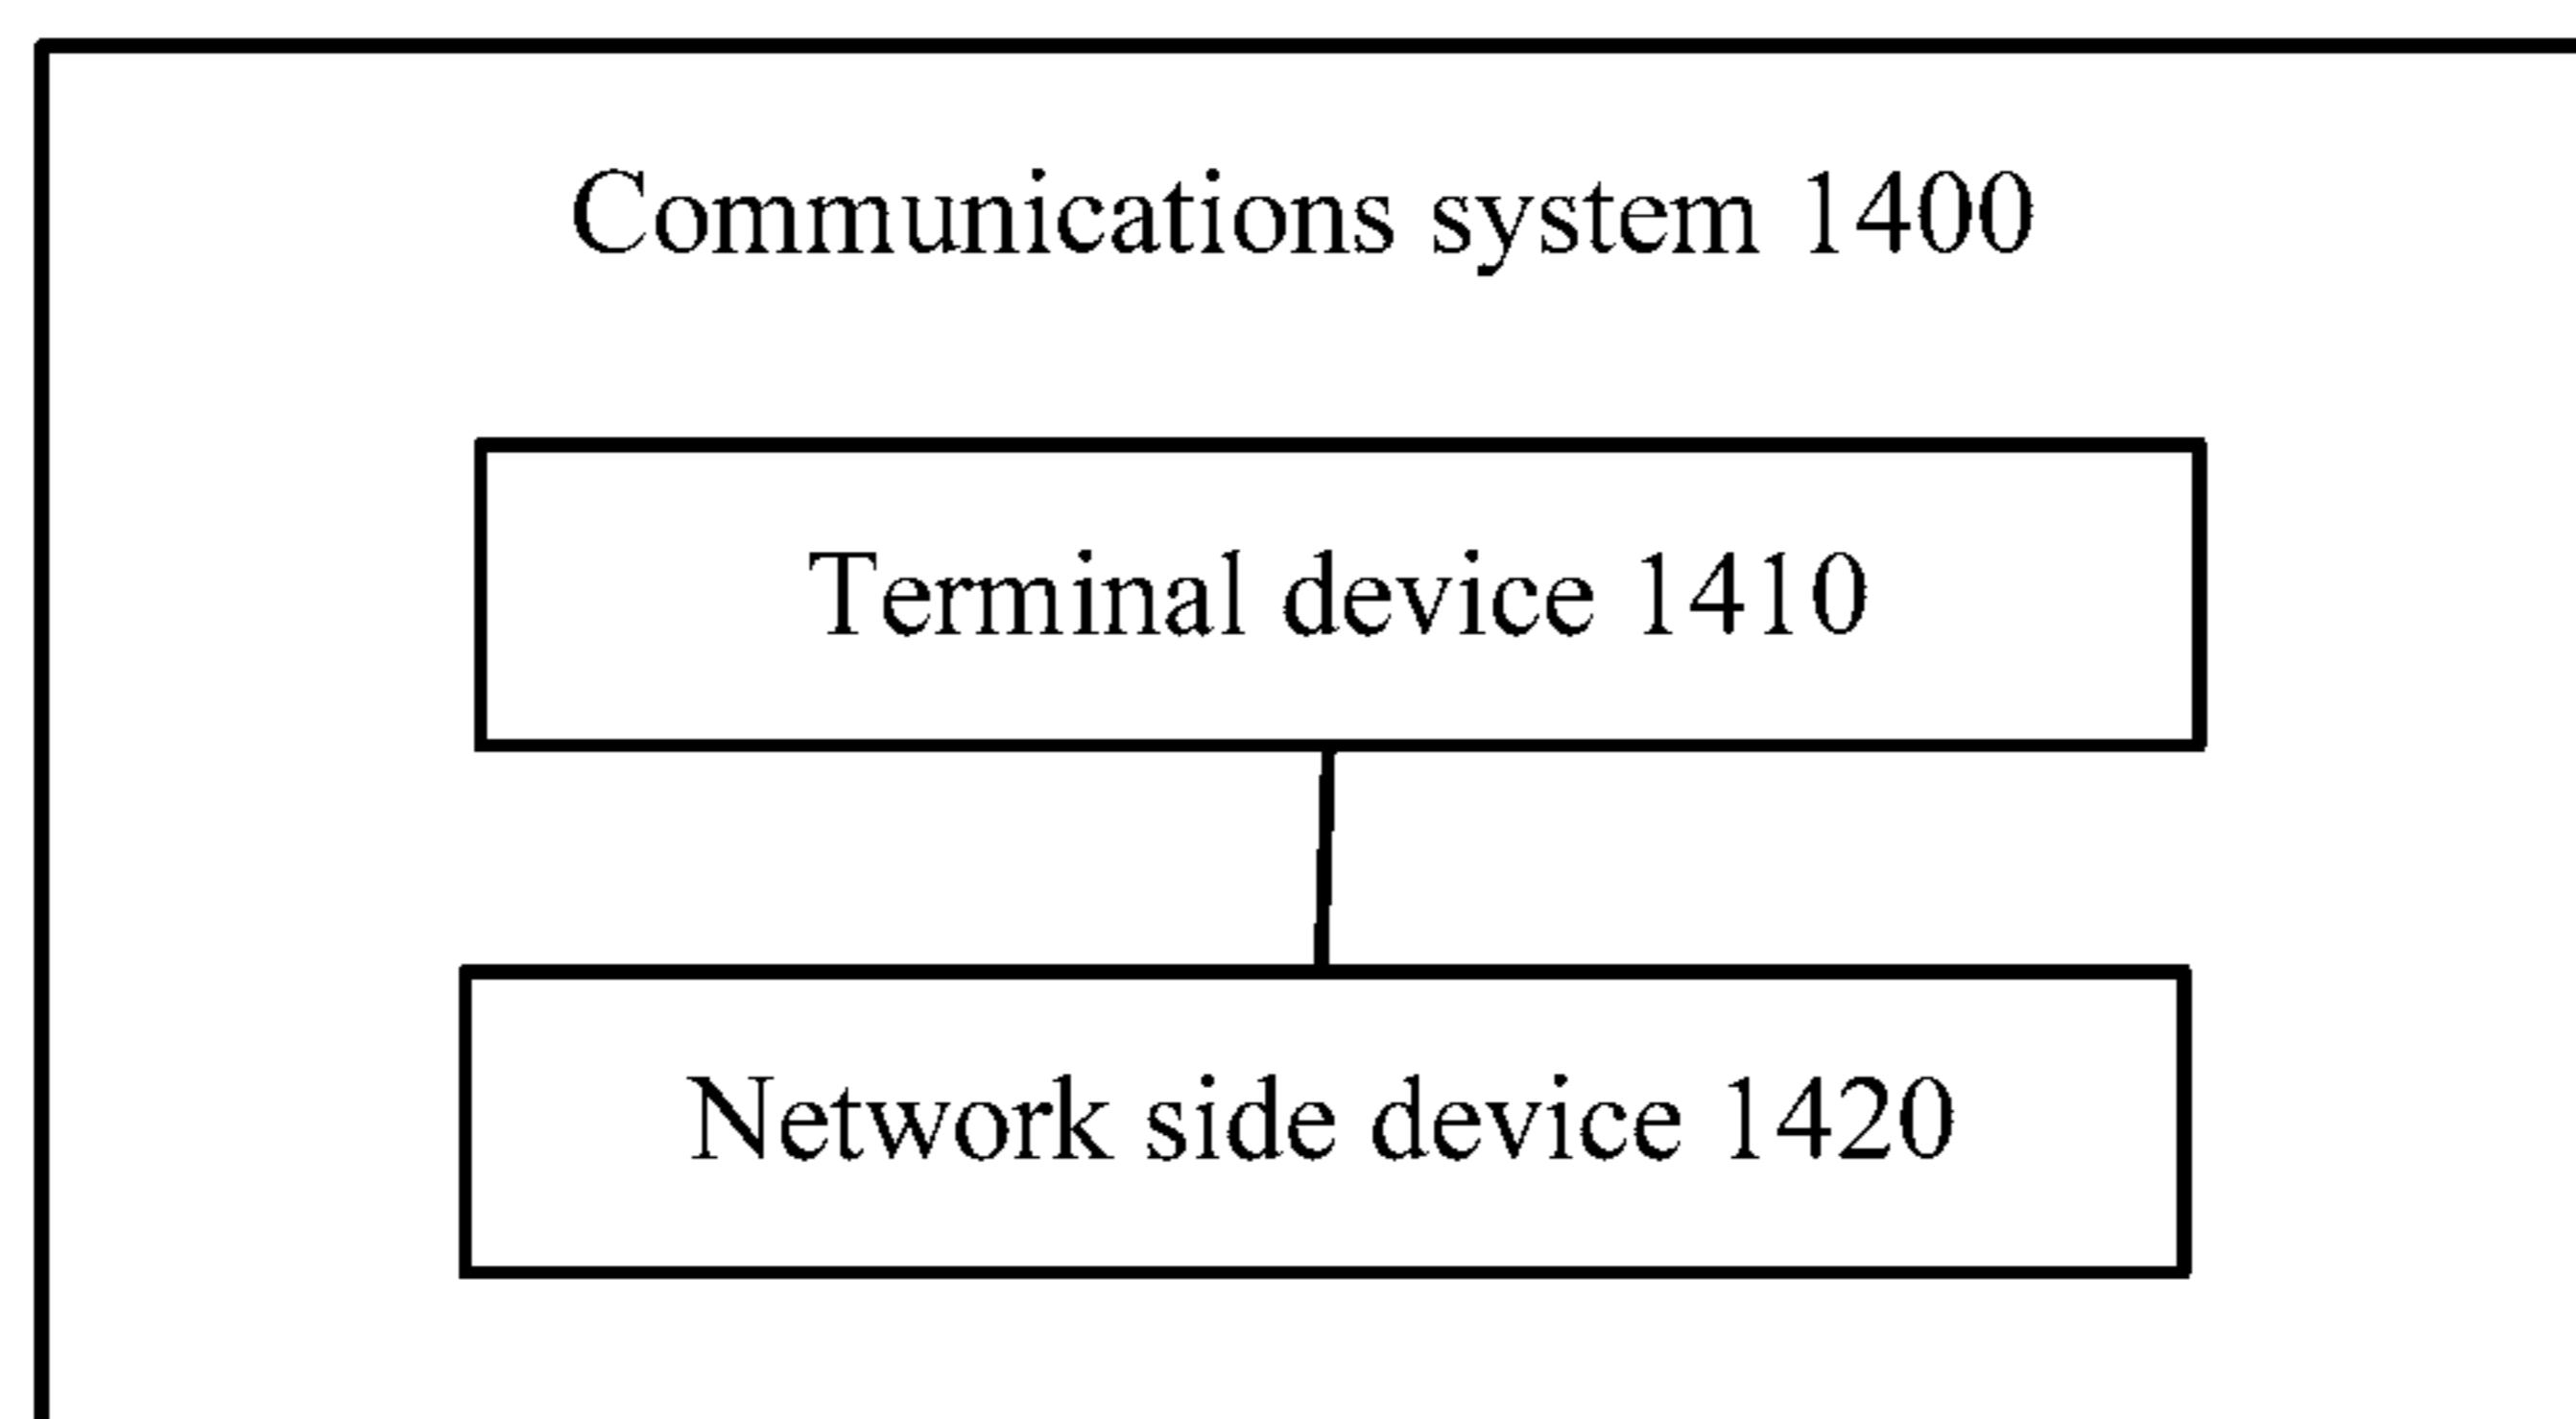 Communications system 1400
Terminal device 1410
Network side device 1420